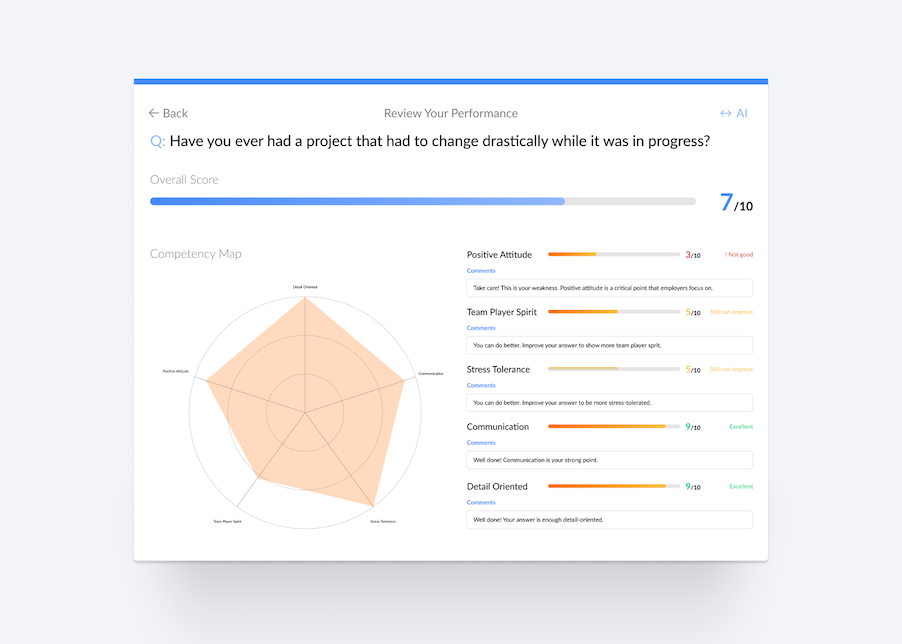 ← Back
Review Your Performance
↔ AI
Q: Have you ever had a project that had to change drastically while it was in progress?
Overall Score
7/10
Competency Map
Detail Oriented
Positive Attitude
Communication
Team Player Spirit
Stress Tolerance
Positive Attitude 3/10 ! Not good
Comments
Take care! This is your weakness. Positive attitude is a critical point that employers focus on.
Team Player Spirit 5/10 Still can improve
Comments
You can do better. Improve your answer to show more team player sprit.
Stress Tolerance 5/10 Still can improve
Comments
You can do better. Improve your answer to be more stress-tolerated.
Communication 9/10 Excellent
Comments
Well done! Communication is your strong point.
Detail Oriented 9/10 Excellent
Comments
Well done! Your answer is enough detail-oriented.